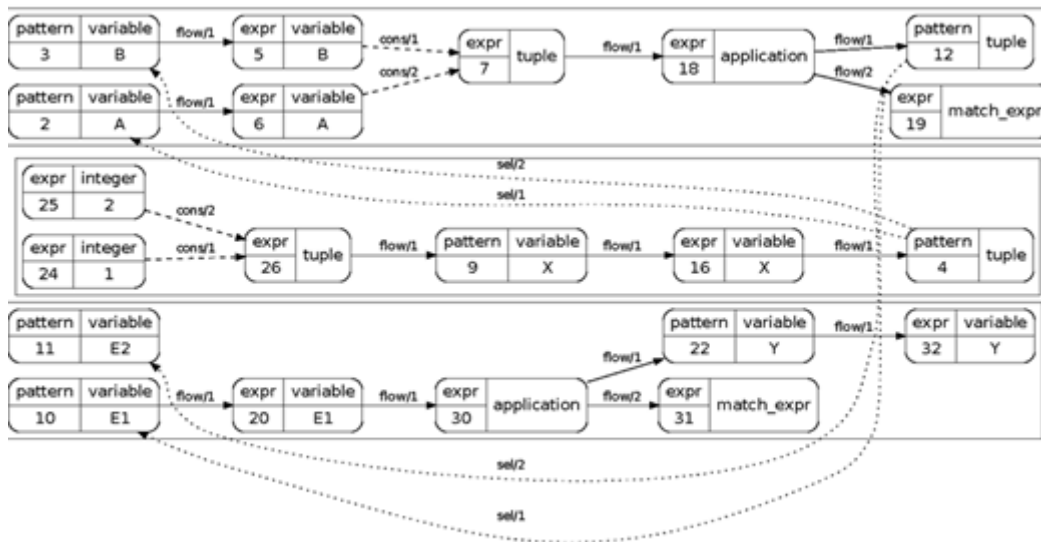 pattern variable 3 B
flow/1
expr variable 5 B
cons/1
expr 7 tuple
flow/1
expr 18 application
flow/1
pattern 12 tuple
flow/2
expr 19 match_expr
pattern variable 2 A
flow/1
expr variable 6 A
cons/2
sel/2
sel/1
expr integer 25 2
cons/2
expr integer 24 1
cons/1
expr 26 tuple
flow/1
pattern variable 9 X
flow/1
expr variable 16 X
flow/1
pattern 4 tuple
pattern variable 11 E2
pattern variable 10 E1
flow/1
expr variable 20 E1
flow/1
expr 30 application
flow/1
pattern variable 22 Y
flow/1
expr variable 32 Y
flow/2
expr 31 match_expr
sel/2
sel/1